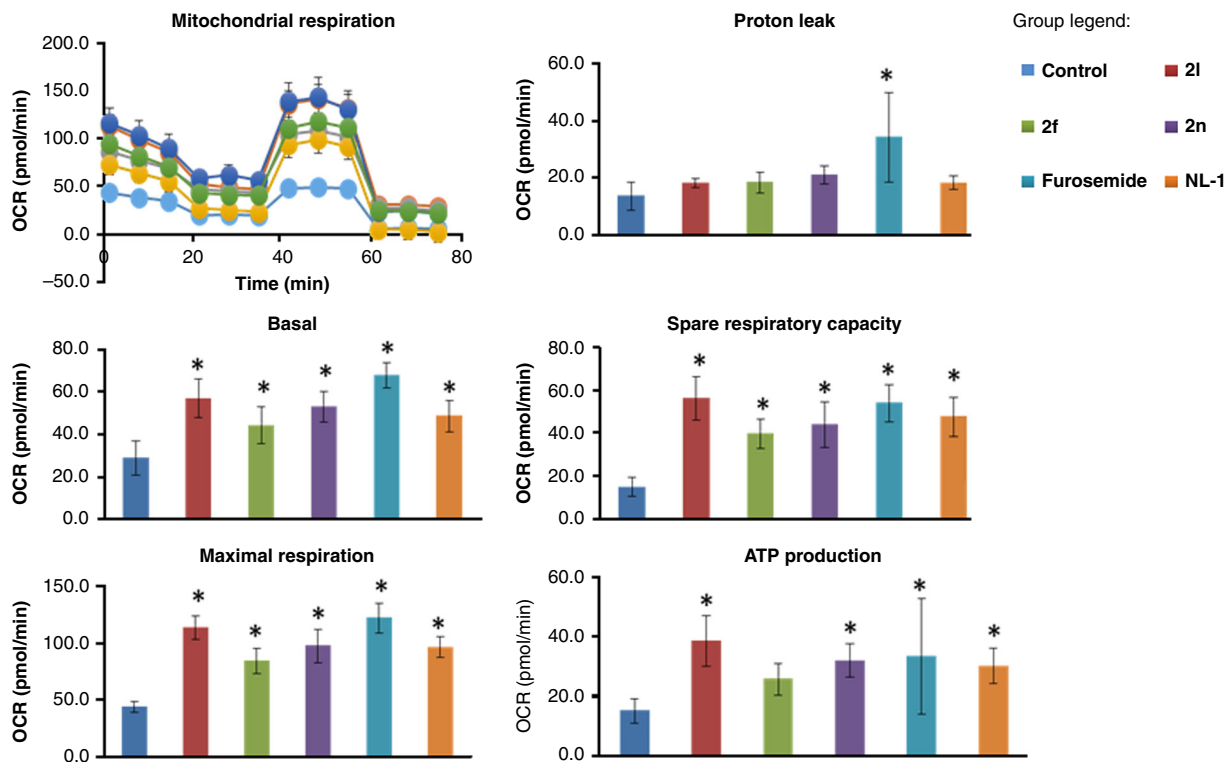 Mitochondrial respiration
200.0
150.0
100.0
50.0
0.0
–50.0
OCR (pmol/min)
0 20 40 60 80
Time (min)
Proton leak
60.0
40.0
20.0
0.0
OCR (pmol/min)
*
Group legend:
Control 2l
2f 2n
Furosemide NL-1
Basal
80.0
60.0
40.0
20.0
0.0
OCR (pmol/min)
* * * * *
Spare respiratory capacity
80.0
60.0
40.0
20.0
0.0
OCR (pmol/min)
* * * * *
Maximal respiration
150.0
100.0
50.0
0.0
OCR (pmol/min)
* * * * *
ATP production
60.0
40.0
20.0
0.0
OCR (pmol/min)
* * * *